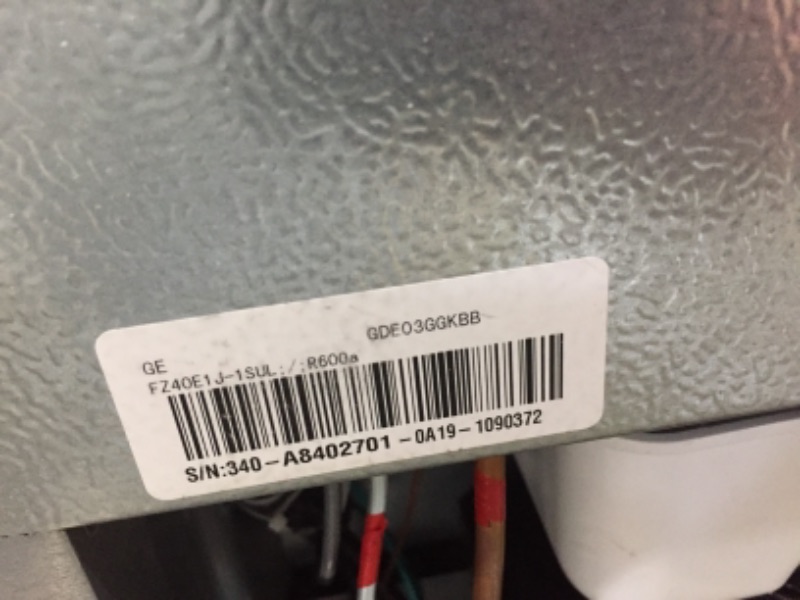 GE
GDE03GGKBB
FZ40E1J-1SUL:/:R600a
S/N:340-A8402701-0A19-1090372